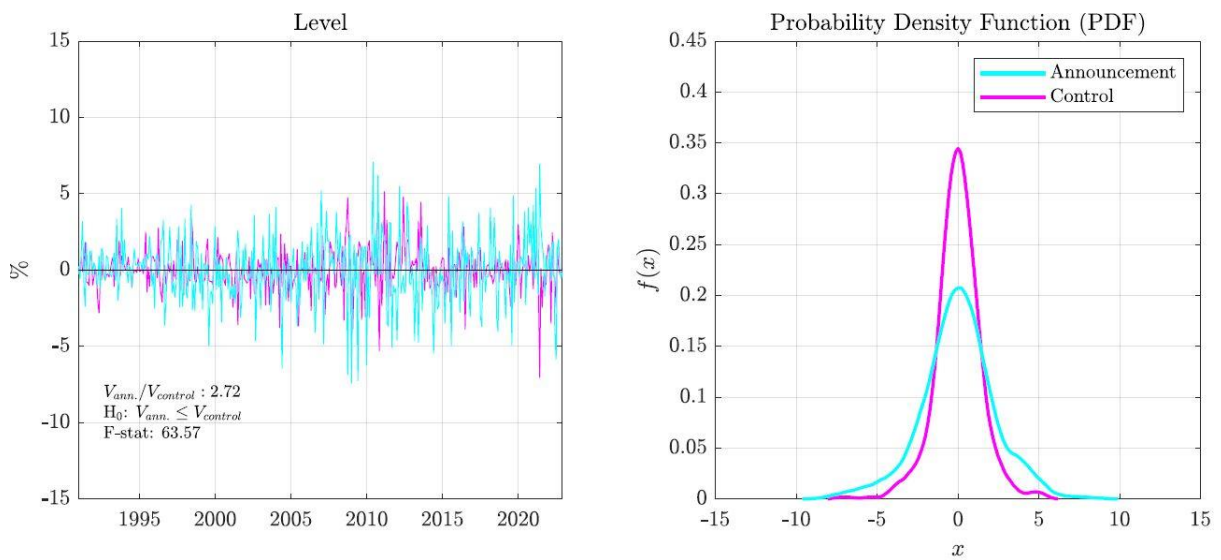 Level
15
10
5
0
-5
-10
-15
%
V_ann./V_control : 2.72
H₀: V_ann. ≤ V_control
F-stat: 63.57
1995 2000 2005 2010 2015 2020
Probability Density Function (PDF)
0.45
0.4
0.35
0.3
0.25
0.2
0.15
0.1
0.05
0
f(x)
Announcement
Control
-15 -10 -5 0 5 10 15
x